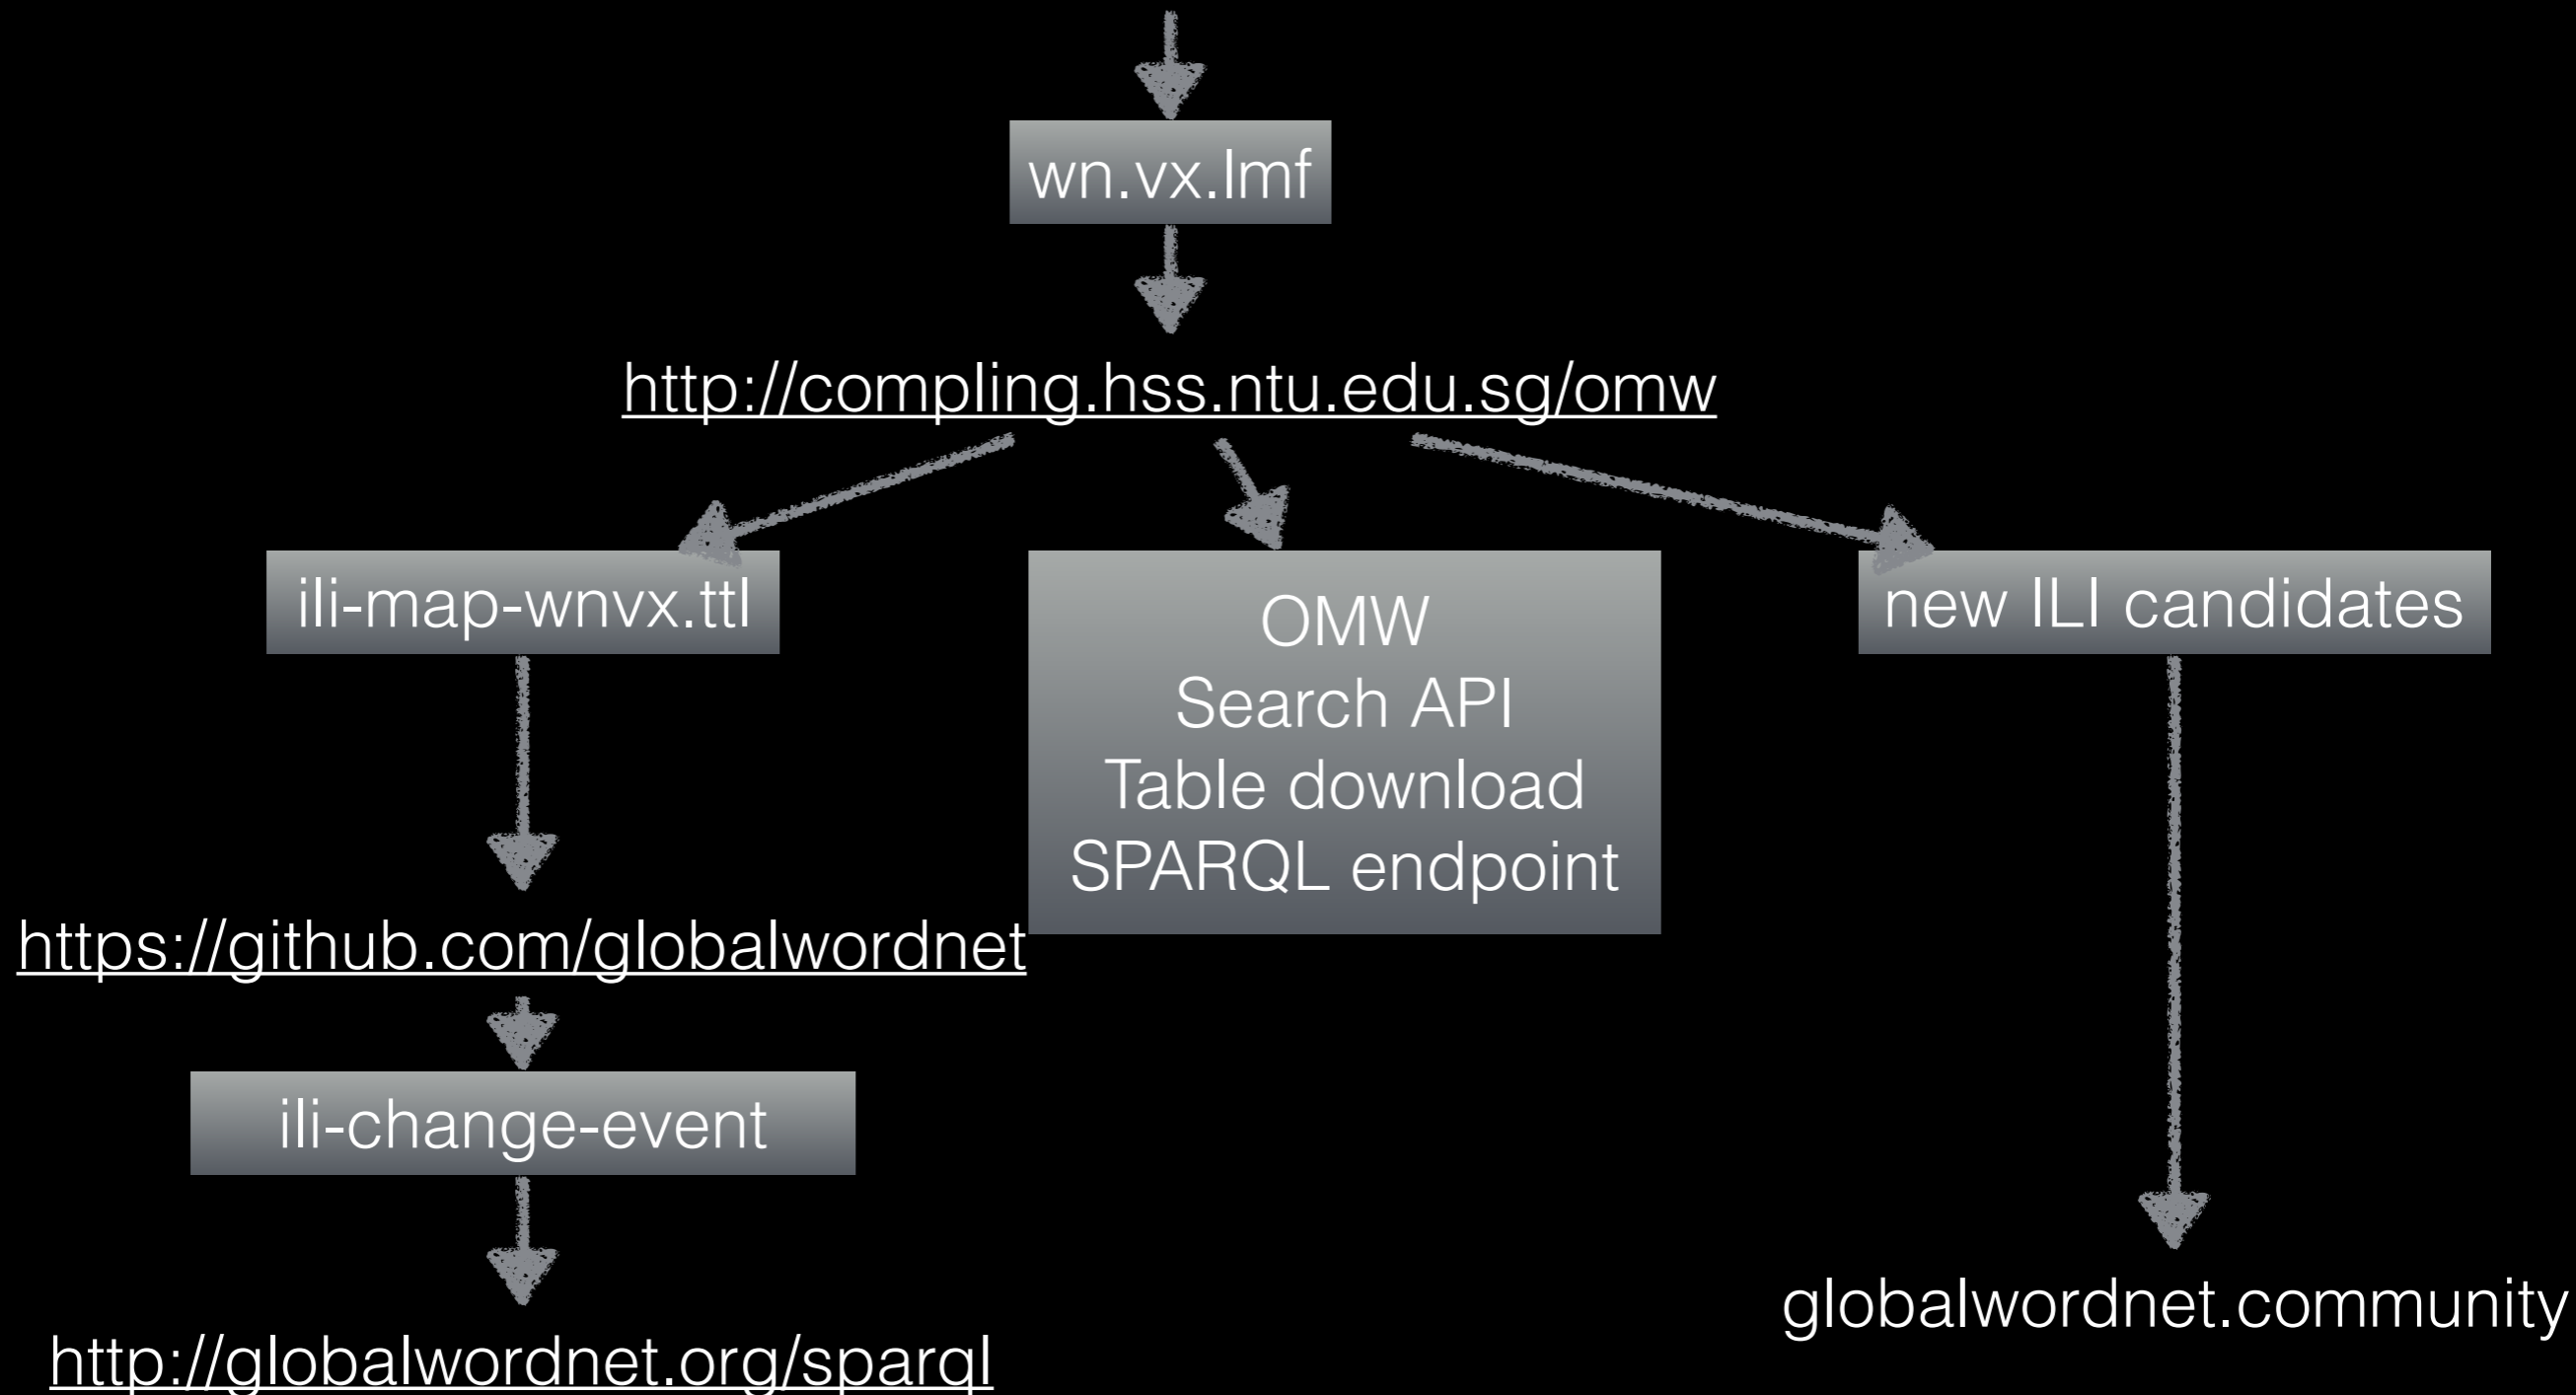 wn.vx.lmf
http://compling.hss.ntu.edu.sg/omw
ili-map-wnvx.ttl
OMW
Search API
Table download
SPARQL endpoint
new ILI candidates
https://github.com/globalwordnet
ili-change-event
http://globalwordnet.org/sparql
globalwordnet.community